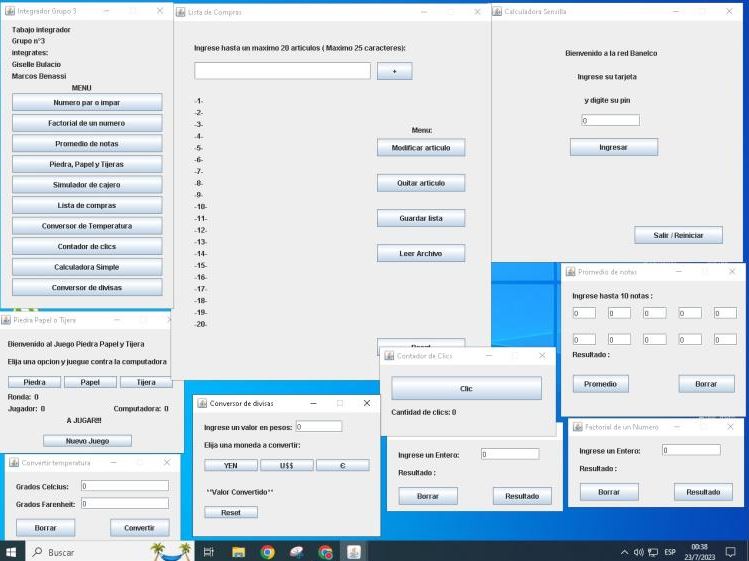 Integrador Grupo 3
Tabajo integrador
Grupo n°3
integrates:
Giselle Bulacio
Marcos Benassi
MENU
Numero par o impar
Factorial de un numero
Promedio de notas
Piedra, Papel y Tijeras
Simulador de cajero
Lista de compras
Conversor de Temperatura
Contador de clics
Calculadora Simple
Conversor de divisas
Lista de Compras
Ingrese hasta un maximo 20 articulos ( Maximo 25 caracteres):
+
-1-
-2-
-3-
-4-
-5-
-6-
-7-
-8-
-9-
-10-
-11-
-12-
-13-
-14-
-15-
-16-
-17-
-18-
-19-
-20-
Menu:
Modificar articulo
Quitar articulo
Guardar lista
Leer Archivo
Calculadora Sencilla
Bienvenido a la red Banelco
Ingrese su tarjeta
y digite su pin
0
Ingresar
Salir / Reiniciar
Promedio de notas
Ingrese hasta 10 notas :
0 0 0 0 0
0 0 0 0 0
Resultado :
Promedio Borrar
Piedra Papel o Tijera
Bienvenido al Juego Piedra Papel y Tijera
Elija una opcion y juegue contra la computadora
Piedra Papel Tijera
Ronda: 0
Jugador: 0 Computadora: 0
A JUGAR!!!
Nuevo Juego
Contador de Clics
Clic
Cantidad de clics: 0
Conversor de divisas
Ingrese un valor en pesos: 0
Elija una moneda a convertir:
YEN U$$ €
**Valor Convertido**
Reset
Ingrese un Entero: 0
Resultado :
Borrar Resultado
Factorial de un Numero
Ingrese un Entero: 0
Resultado :
Borrar Resultado
Convertir temperatura
Grados Celcius: 0
Grados Farenheit: 0
Borrar Convertir
Buscar
ESP
00:38
23/7/2023